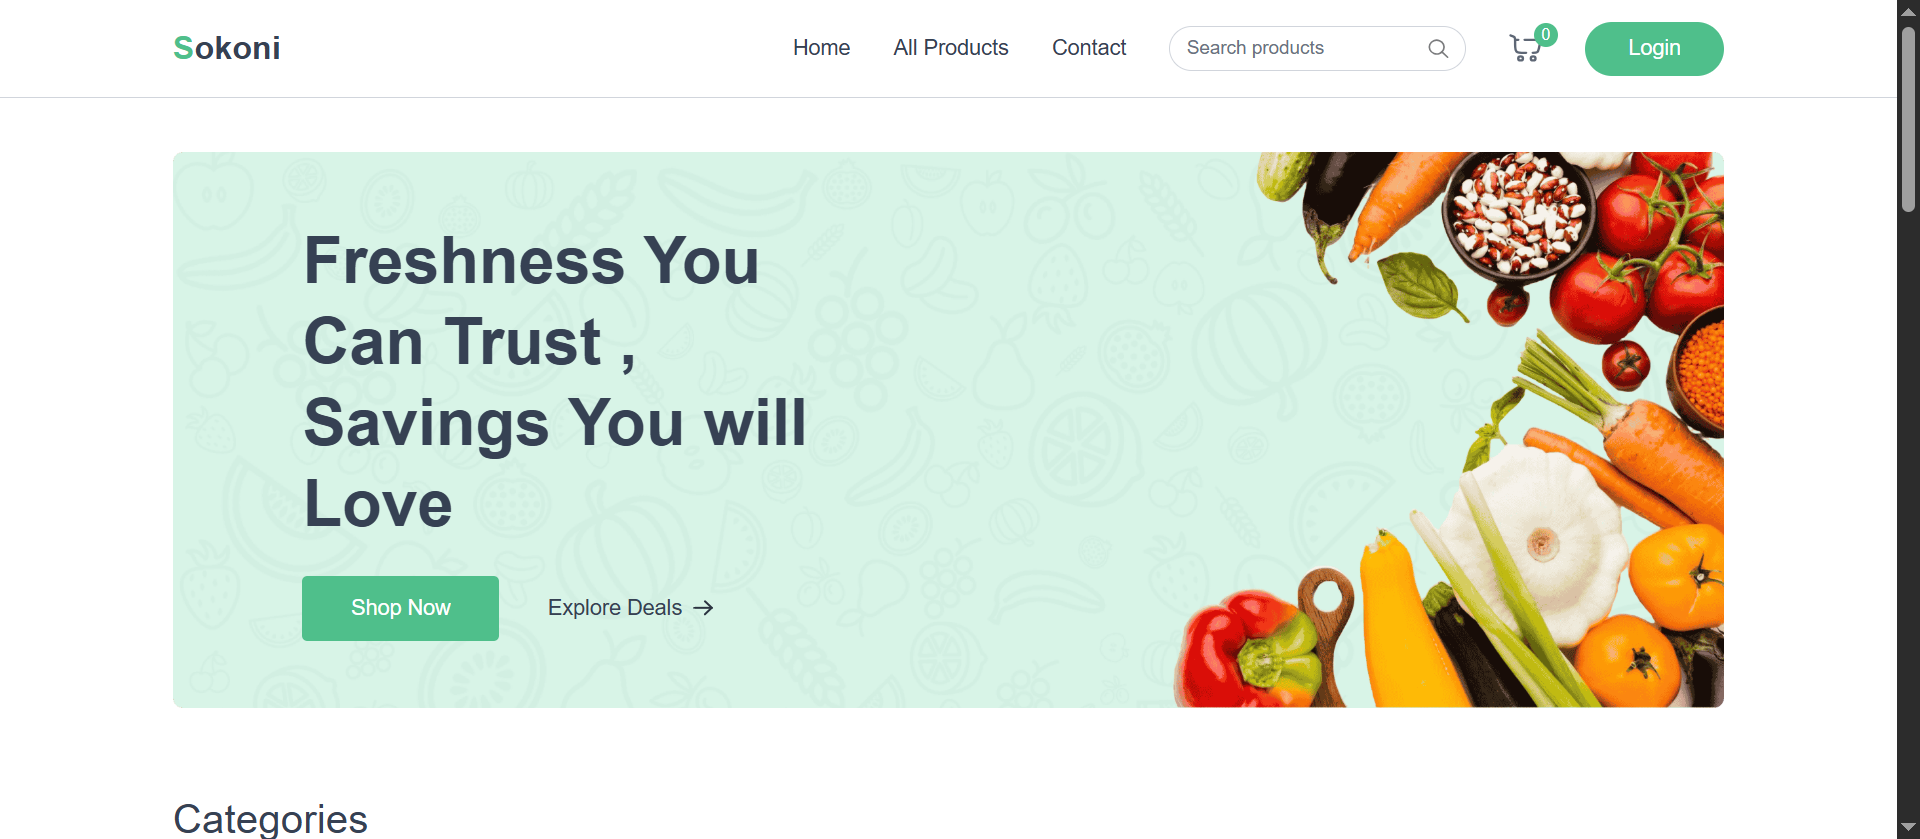 Sokoni
Home
All Products
Contact
Search products
0
Login
Freshness You
Can Trust ,
Savings You will
Love
Shop Now
Explore Deals
Categories